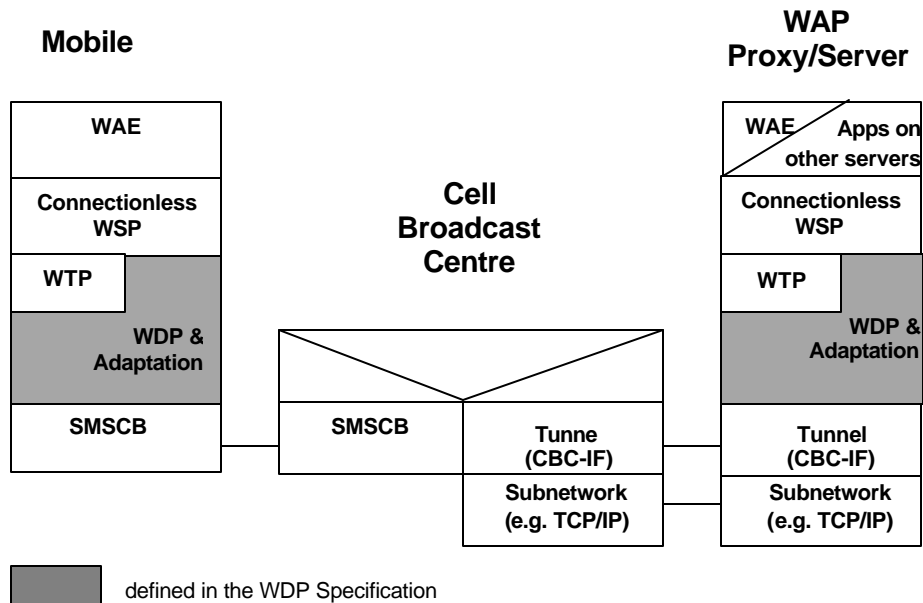 Mobile
WAP
Proxy/Server
WAE
Connectionless
WSP
WTP
WDP &
Adaptation
SMSCB
Cell
Broadcast
Centre
SMSCB
Tunne
(CBC-IF)
Subnetwork
(e.g. TCP/IP)
WAE
Apps on
other servers
Connectionless
WSP
WTP
WDP &
Adaptation
Tunnel
(CBC-IF)
Subnetwork
(e.g. TCP/IP)
defined in the WDP Specification